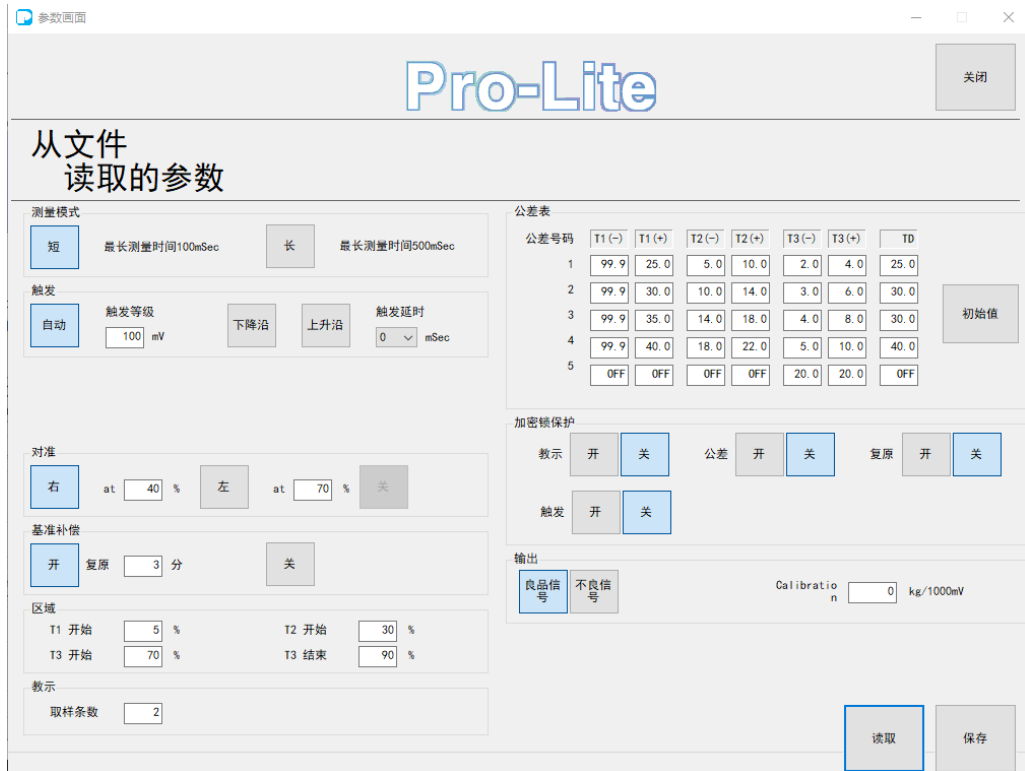 参数画面
Pro-Lite
关闭
从文件
读取的参数
测量模式
短 最长测量时间100mSec 长 最长测量时间500mSec
触发
自动 触发等级 100 mV 下降沿 上升沿 触发延时 0 mSec
对准
右 at 40 % 左 at 70 % 关
基准补偿
开 复原 3 分 关
区域
T1 开始 5 % T2 开始 30 %
T3 开始 70 % T3 结束 90 %
教示
取样条数 2
公差表
公差号码 T1(-) T1(+) T2(-) T2(+) T3(-) T3(+) TD
1 99.9 25.0 5.0 10.0 2.0 4.0 25.0
2 99.9 30.0 10.0 14.0 3.0 6.0 30.0
3 99.9 35.0 14.0 18.0 4.0 8.0 30.0
4 99.9 40.0 18.0 22.0 5.0 10.0 40.0
5 OFF OFF OFF OFF 20.0 20.0 OFF
初始值
加密锁保护
教示 开 关 公差 开 关 复原 开 关
触发 开 关
输出
良品信
号
不良信
号
Calibratio
n
0 kg/1000mV
读取 保存